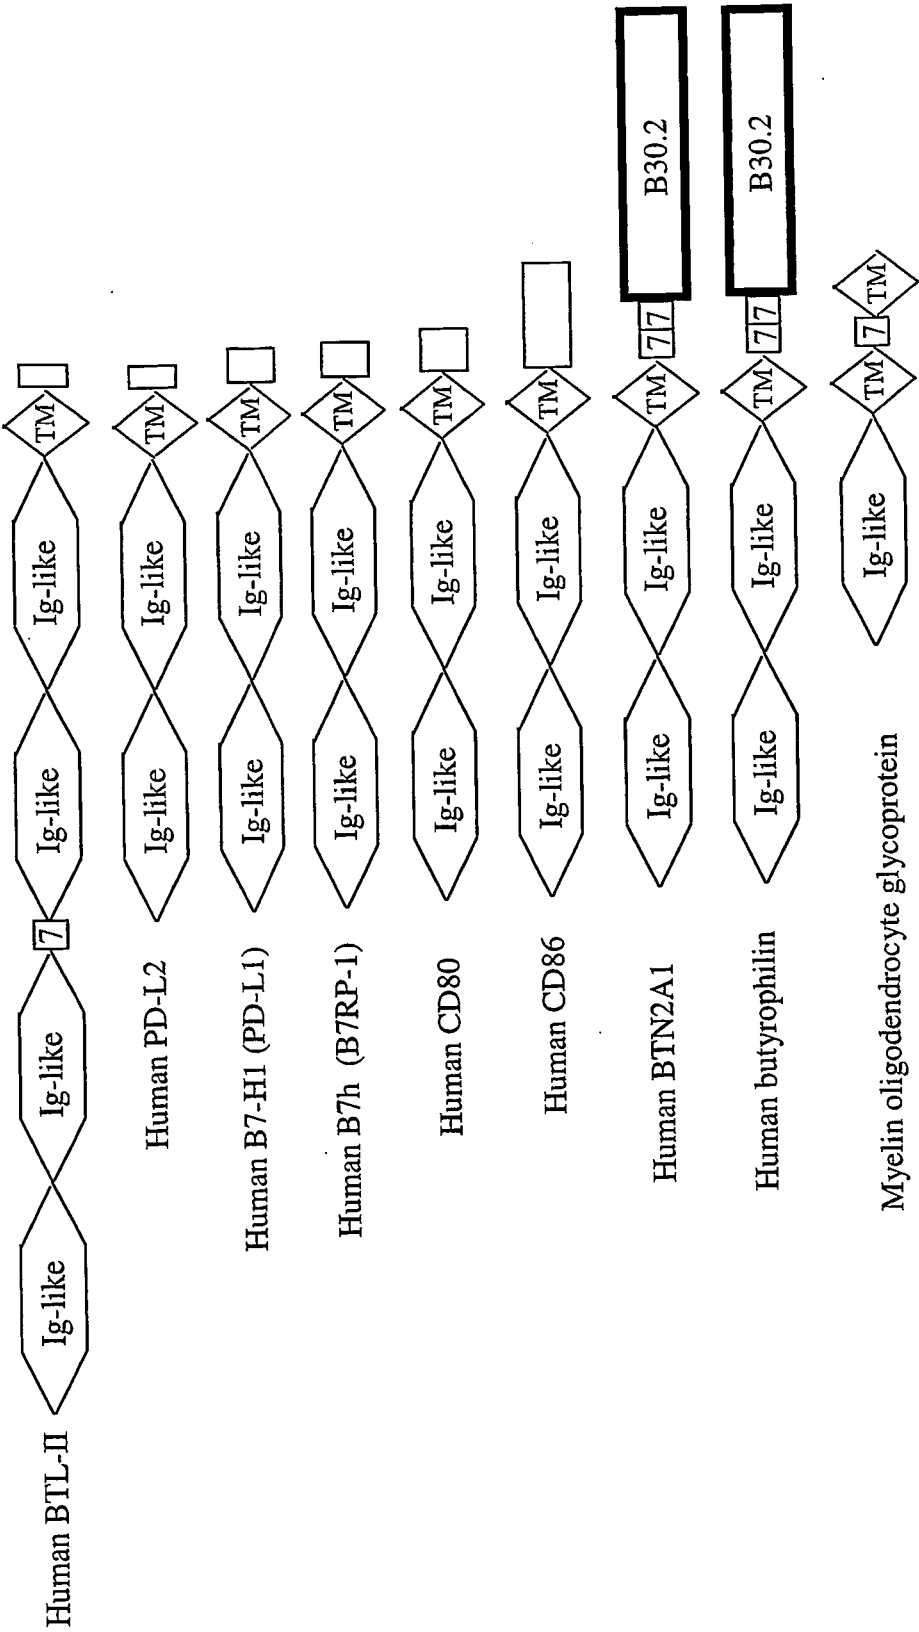 Human BTL-II Ig-like Ig-like 7 Ig-like Ig-like TM
Human PD-L2 Ig-like Ig-like TM
Human B7-H1 (PD-L1) Ig-like Ig-like TM
Human B7h (B7RP-1) Ig-like Ig-like TM
Human CD80 Ig-like Ig-like TM
Human CD86 Ig-like Ig-like TM
Human BTN2A1 Ig-like Ig-like TM 7 7 B30.2
Human butyrophilin Ig-like Ig-like TM 7 7 B30.2
Myelin oligodendrocyte glycoprotein Ig-like TM 7 TM